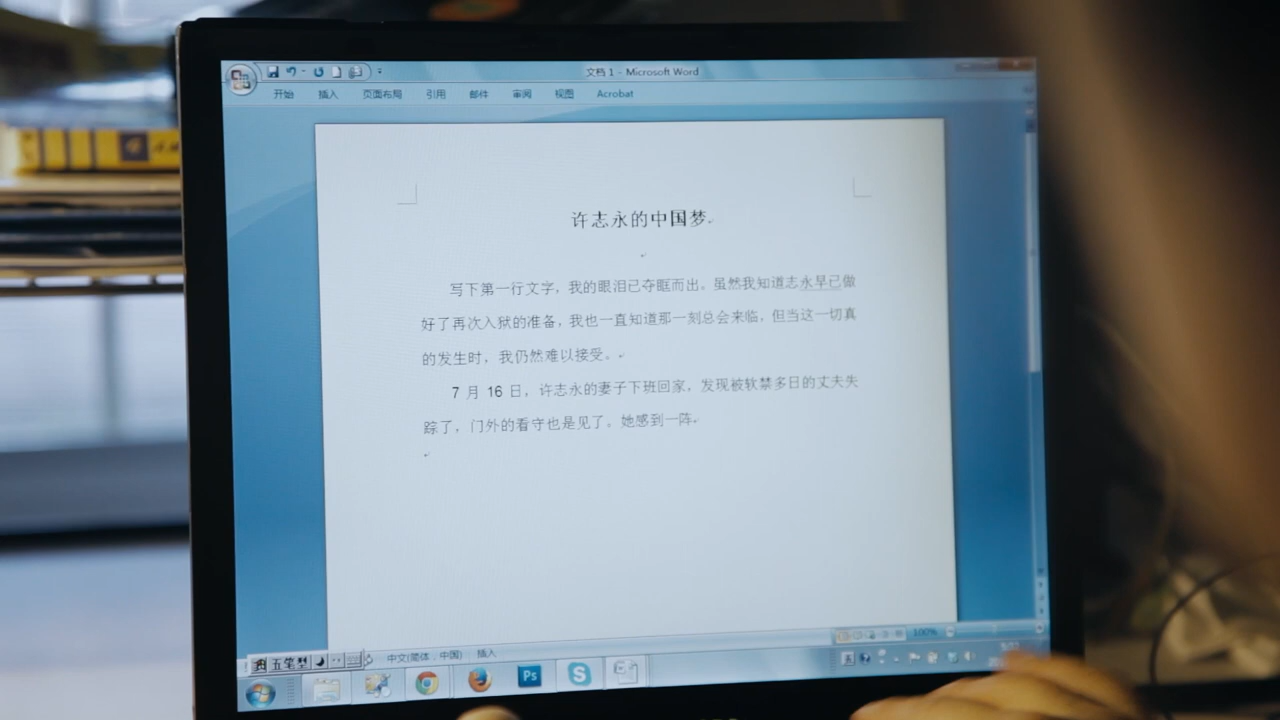 文档 1 - Microsoft Word
开始 插入 页面布局 引用 邮件 审阅 视图 Acrobat
许志永的中国梦
写下第一行文字，我的眼泪已夺眶而出。虽然我知道志永早已做
好了再次入狱的准备，我也一直知道那一刻总会来临，但当这一切真
的发生时，我仍然难以接受。
7 月 16 日，许志永的妻子下班回家，发现被软禁多日的丈夫失
踪了，门外的看守也是见了。她感到一阵
100%
五笔型
中文(简体，中国) 插入
Ps
S
五